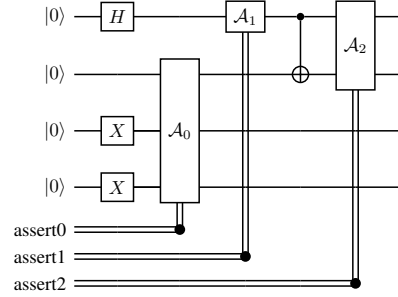 |0⟩ H 𝒜₁ 𝒜₂
|0⟩ 𝒜₀
|0⟩ X
|0⟩ X
assert0
assert1
assert2